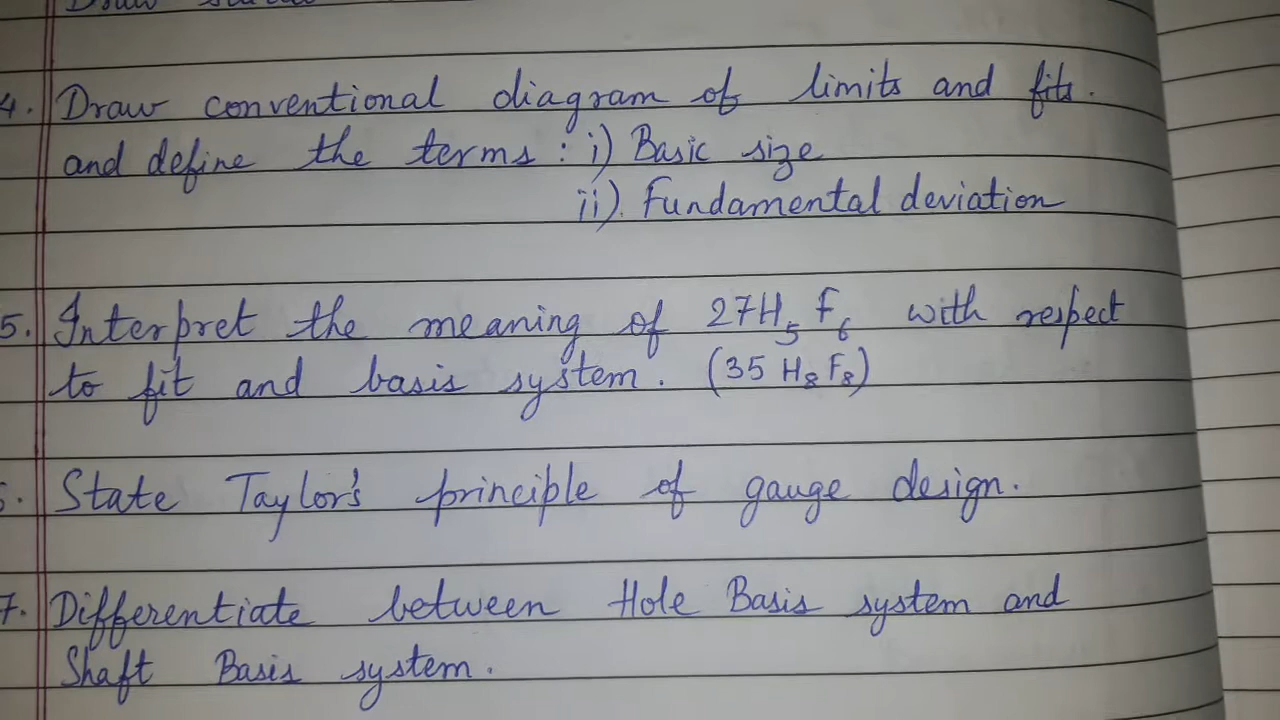 4. Draw conventional diagram of limits and fits.
and define the terms: i) Basic size
ii). Fundamental deviation
5. Interpret the meaning of 27H₅ F₆ with respect
to fit and basis system. (35 H₈ F₈)
State Taylor's principle of gauge design.
7. Differentiate between Hole Basis system and
Shaft Basis system.